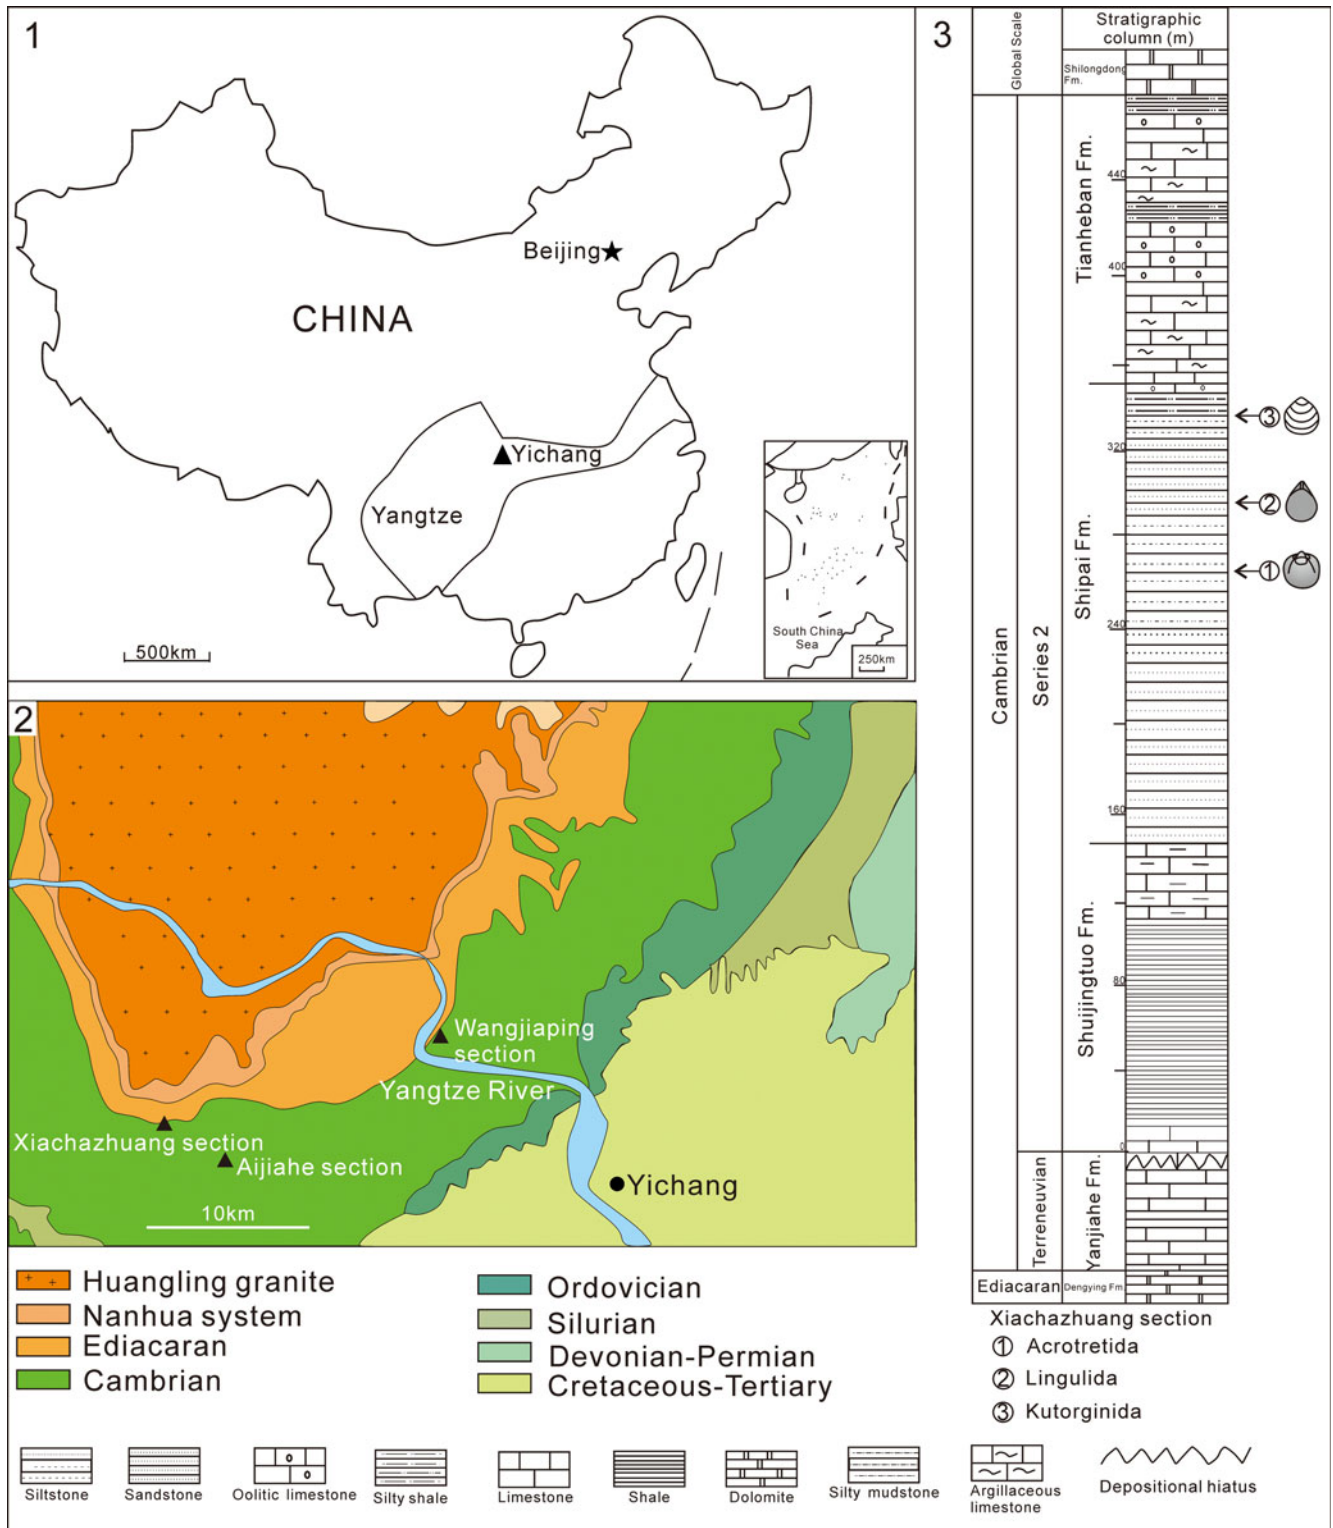 1
Beijing
CHINA
Yichang
Yangtze
500km
South China
Sea
250km
2
Wangjiaping
section
Yangtze River
Xiachazhuang section
Aijiahe section
Yichang
10km
Huangling granite
Nanhua system
Ediacaran
Cambrian
Ordovician
Silurian
Devonian-Permian
Cretaceous-Tertiary
3
Global Scale
Stratigraphic
column (m)
Shilongdong
Fm.
Tianheban Fm.
440
400
③
320
②
Shipai Fm.
①
240
Cambrian
Series 2
160
Shuijingtuo Fm.
80
0
Terreneuvian
Yanjiahe Fm.
Ediacaran
Dengying Fm.
Xiachazhuang section
① Acrotretida
② Lingulida
③ Kutorginida
Siltstone
Sandstone
Oolitic limestone
Silty shale
Limestone
Shale
Dolomite
Silty mudstone
Argillaceous
limestone
Depositional hiatus